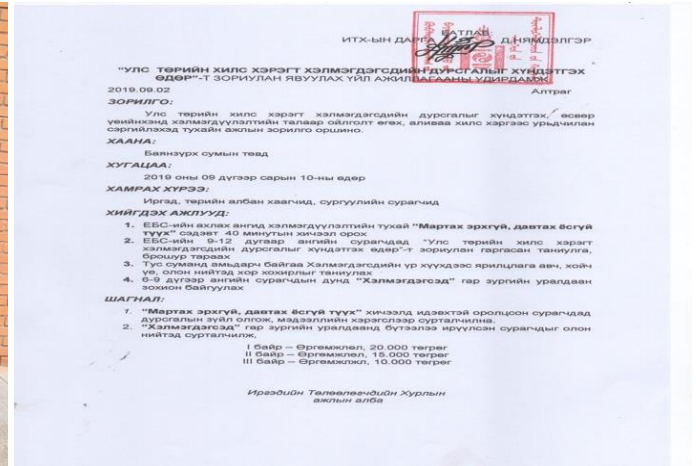 БАТЛАВ:
ИТХ-ЫН ДАРГА Д.НЯМДЭЛГЭР
"УЛС ТӨРИЙН ХИЛС ХЭРЭГТ ХЭЛМЭГДЭГСДИЙН ДУРСГАЛЫГ ХҮНДЭТГЭХ
ӨДӨР"-Т ЗОРИУЛАН ЯВУУЛАХ ҮЙЛ АЖИЛЛАГААНЫ УДИРДАМЖ
2019.09.02 Алтраг
ЗОРИЛГО:
Улс төрийн хилс хэрэгт хэлмэгдэгсдийн дурсгалыг хүндэтгэх, өсвөр
үеийнхэнд хэлмэгдүүлэлтийн талаар ойлголт өгөх, аливаа хилс хэргээс урьдчилан
сэргийлэхэд тухайн ажлын зорилго оршино.
ХААНА:
Баянзүрх сумын төвд
ХУГАЦАА:
2019 оны 09 дүгээр сарын 10-ны өдөр
ХАМРАХ ХҮРЭЭ:
Иргэд, төрийн албан хаагчид, сургуулийн сурагчид
ХИЙГДЭХ АЖЛУУД:
1. ЕБС-ийн ахлах ангид хэлмэгдүүлэлтийн тухай "Мартах эрхгүй, давтах ёсгүй
түүх" сэдэвт 40 минутын хичээл орох
2. ЕБС-ийн 9-12 дугаар ангийн сурагчдад "Улс төрийн хилс хэрэгт
хэлмэгдэгсдийн дурсгалыг хүндэтгэх өдөр"-т зориулан гаргасан таниулга,
брошур тараах
3. Тус суманд амьдарч байгаа Хэлмэгдэгсдийн үр хүүхдээс ярилцлага авч, хойч
үе, олон нийтэд хор хохирлыг таниулах
4. 6-9 дүгээр ангийн сурагчдын дунд "Хэлмэгдэгсэд" гар зургийн уралдаан
зохион байгуулах
ШАГНАЛ:
1. "Мартах эрхгүй, давтах ёсгүй түүх" хичээлд идэвхтэй оролцсон сурагчдад
дурсгалын зүйл олгож, мэдээллийн хэрэгслээр сурталчилна.
2. "Хэлмэгдэгсэд" гар зургийн уралдаанд бүтээлээ ирүүлсэн сурагчдыг олон
нийтэд сурталчилж,
I байр – Өргөмжлөл, 20.000 төгрөг
II байр – Өргөмжлөл, 15.000 төгрөг
III байр – Өргөмжлжл, 10.000 төгрөг
Иргэдийн Төлөөлөгчдийн Хурлын
ажлын алба